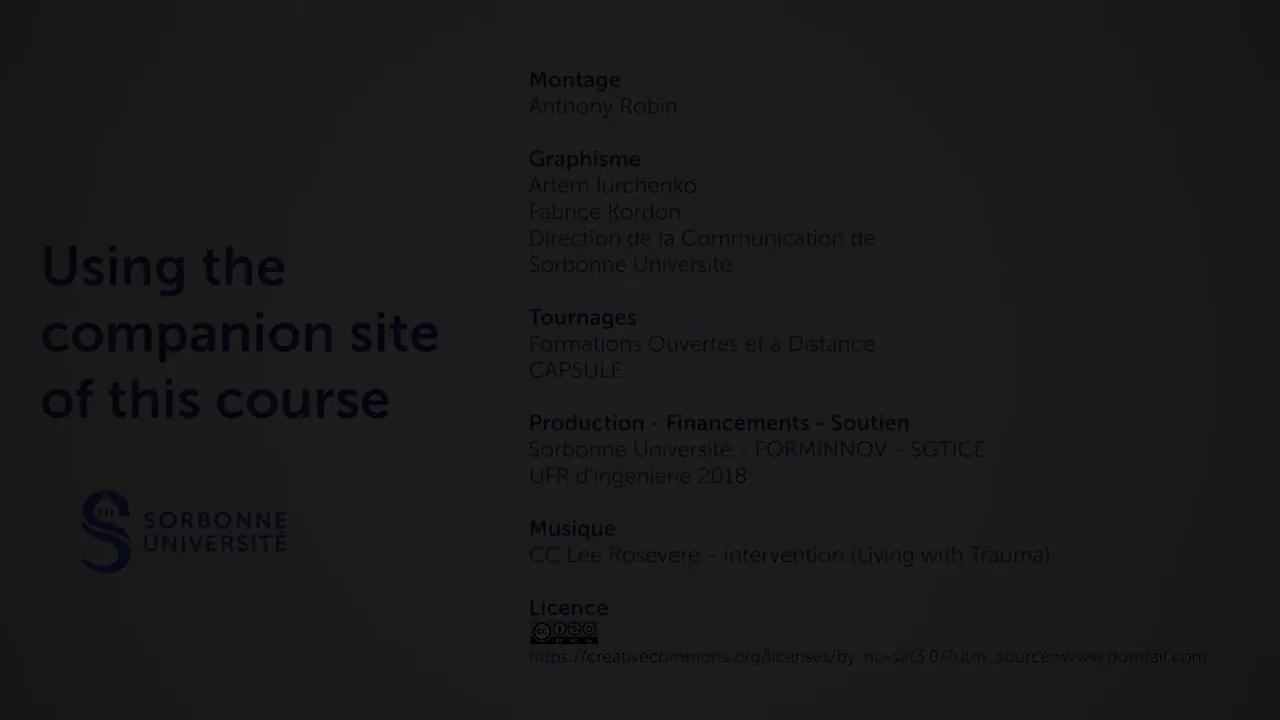 Using the
companion site
of this course
SORBONNE
UNIVERSITÉ
Montage
Anthony Robin
Graphisme
Artem Iurchenko
Fabrice Kordon
Direction de la Communication de
Sorbonne Université
Tournages
Formations Ouvertes et à Distance
CAPSULE
Production - Financements - Soutien
Sorbonne Université - FORMINNOV - SGTICE
UFR d'ingénierie 2018
Musique
CC Lee Rosevere - Intervention (Living with Trauma)
Licence
https://creativecommons.org/licenses/by-nc-sa/3.0/?utm_source=www.domfail.com